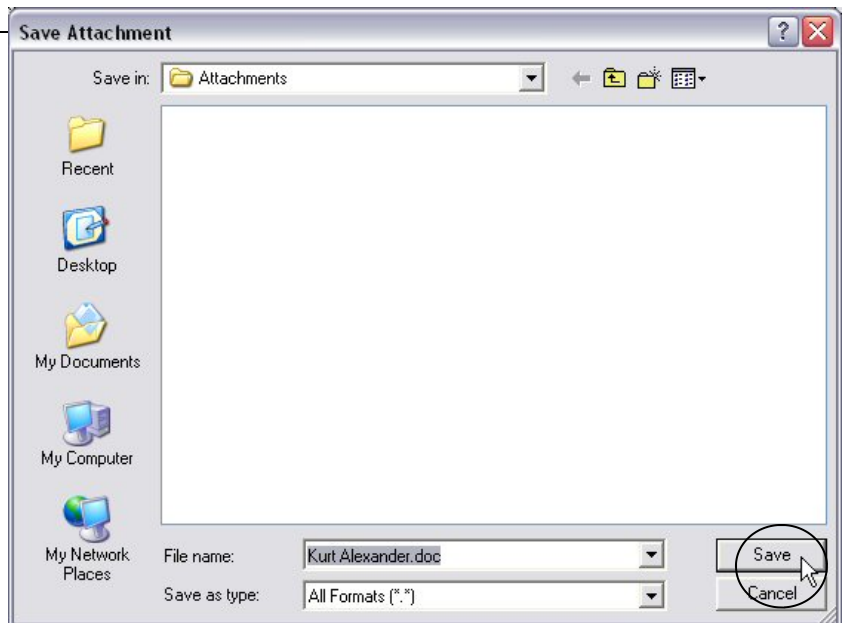 Save Attachment
Save in: Attachments
Recent
Desktop
My Documents
My Computer
My Network
Places
File name: Kurt Alexander.doc Save
Save as type: All Formats (*.*) Cancel